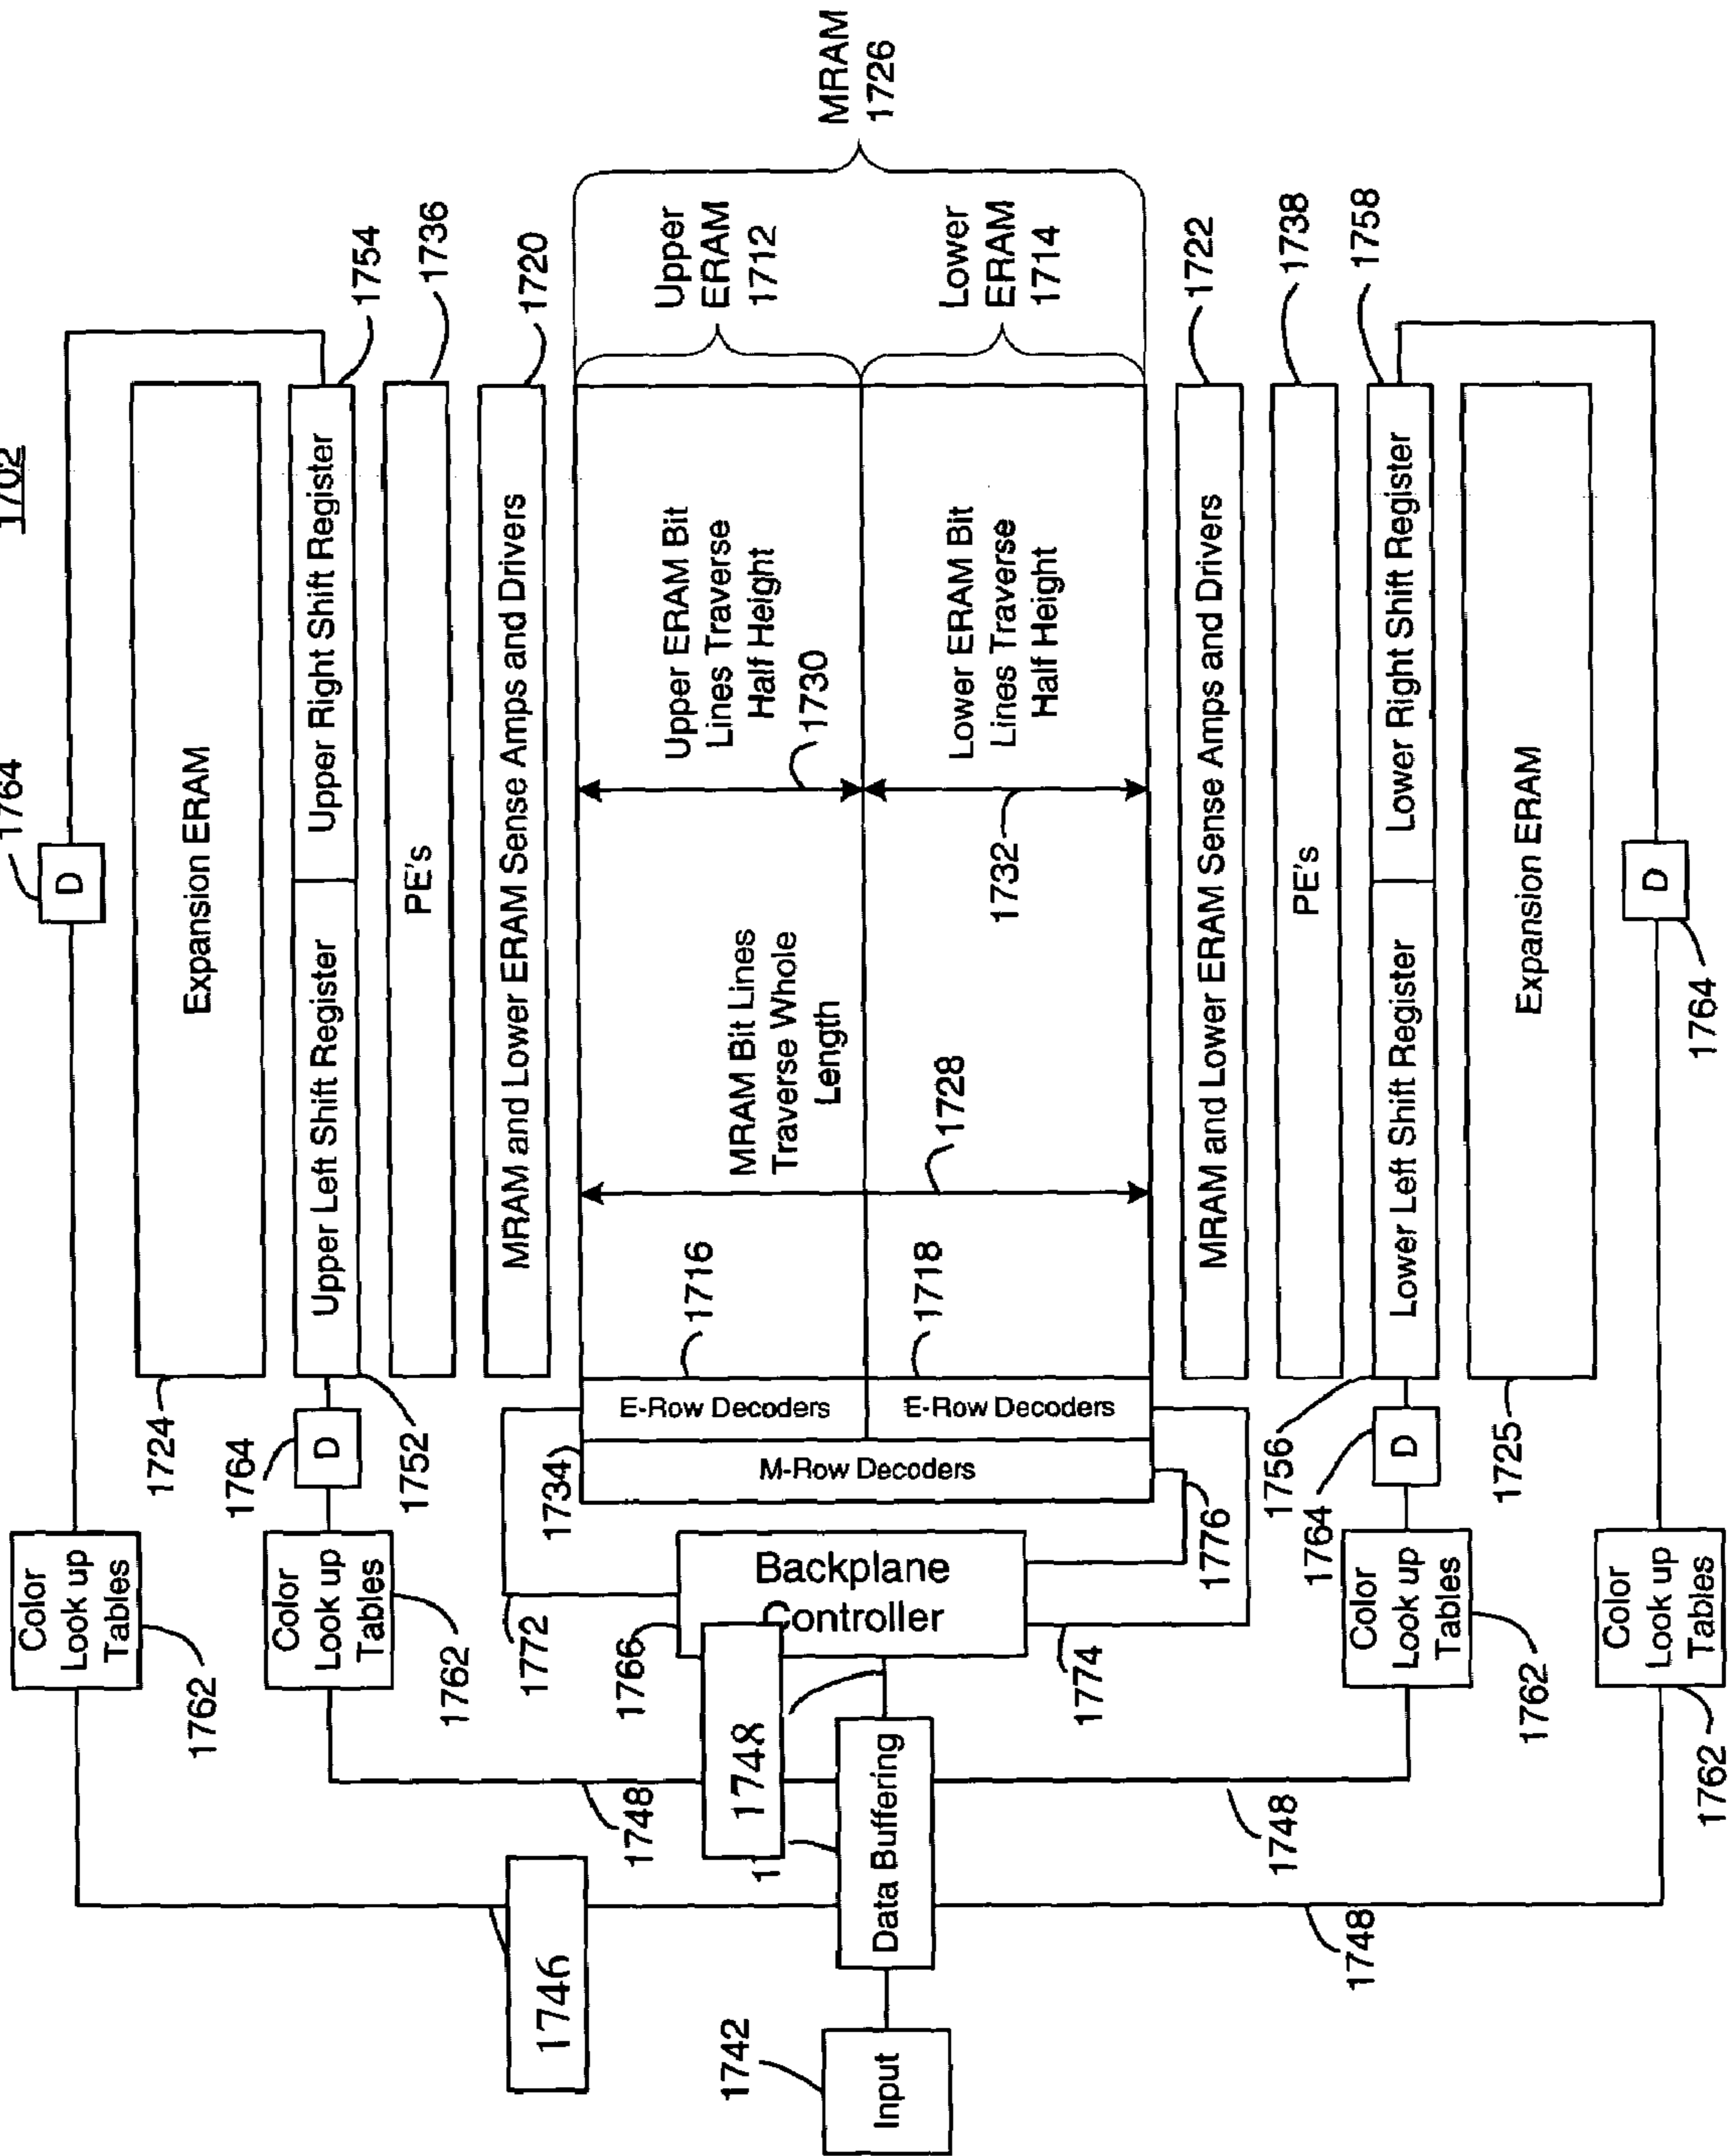 1702
1764
D
Expansion ERAM
1724
Color
Look up
Tables
1762
Upper Left Shift Register
Upper Right Shift Register
1754
1752
1764
D
Color
Look up
Tables
1762
PE's
1736
MRAM and Lower ERAM Sense Amps and Drivers
1720
MRAM
1726
Upper
ERAM
1712
Lower
ERAM
1714
Upper ERAM Bit
Lines Traverse
Half Height
1730
Lower ERAM Bit
Lines Traverse
Half Height
1732
MRAM Bit Lines
Traverse Whole
Length
1728
1716
1718
E-Row Decoders
E-Row Decoders
1734
M-Row Decoders
1776
1772
1774
Backplane
Controller
1766
1748
1748
1748
1748
1746
Data Buffering
Input
1742
MRAM and Lower ERAM Sense Amps and Drivers
1722
PE's
1738
Lower Left Shift Register
Lower Right Shift Register
1758
1756
1764
D
Color
Look up
Tables
1762
Expansion ERAM
1725
D
1764
Color
Look up
Tables
1762